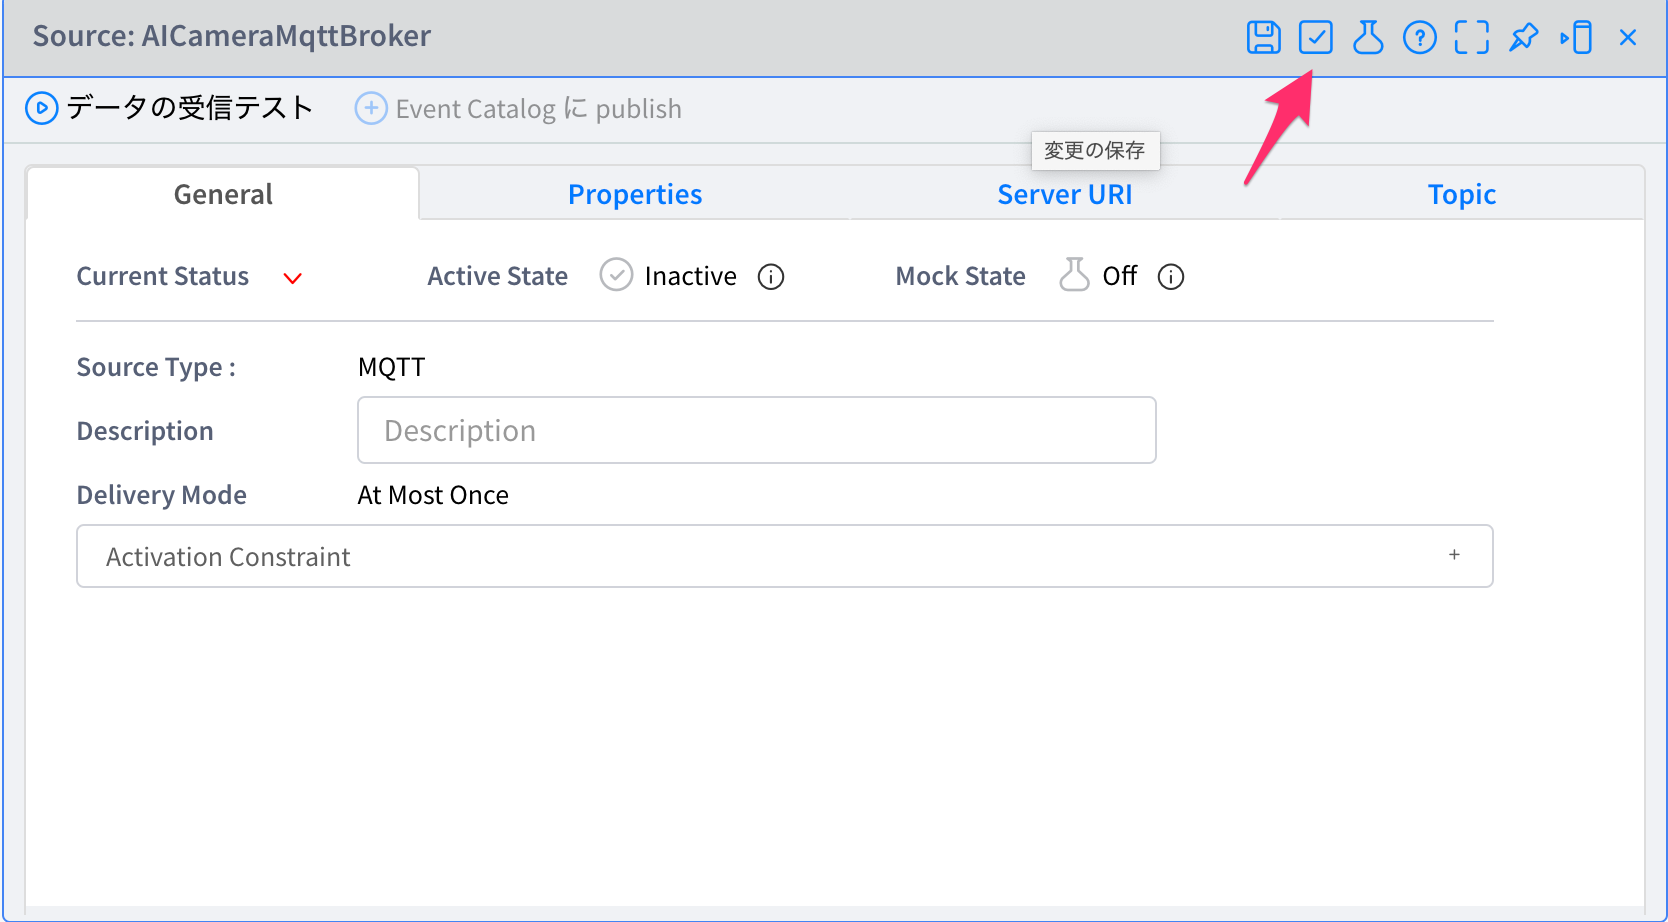 Source: AICameraMqttBroker
データの受信テスト Event Catalog に publish
変更の保存
General Properties Server URI Topic
Current Status Active State Inactive Mock State Off
Source Type : MQTT
Description Description
Delivery Mode At Most Once
Activation Constraint +